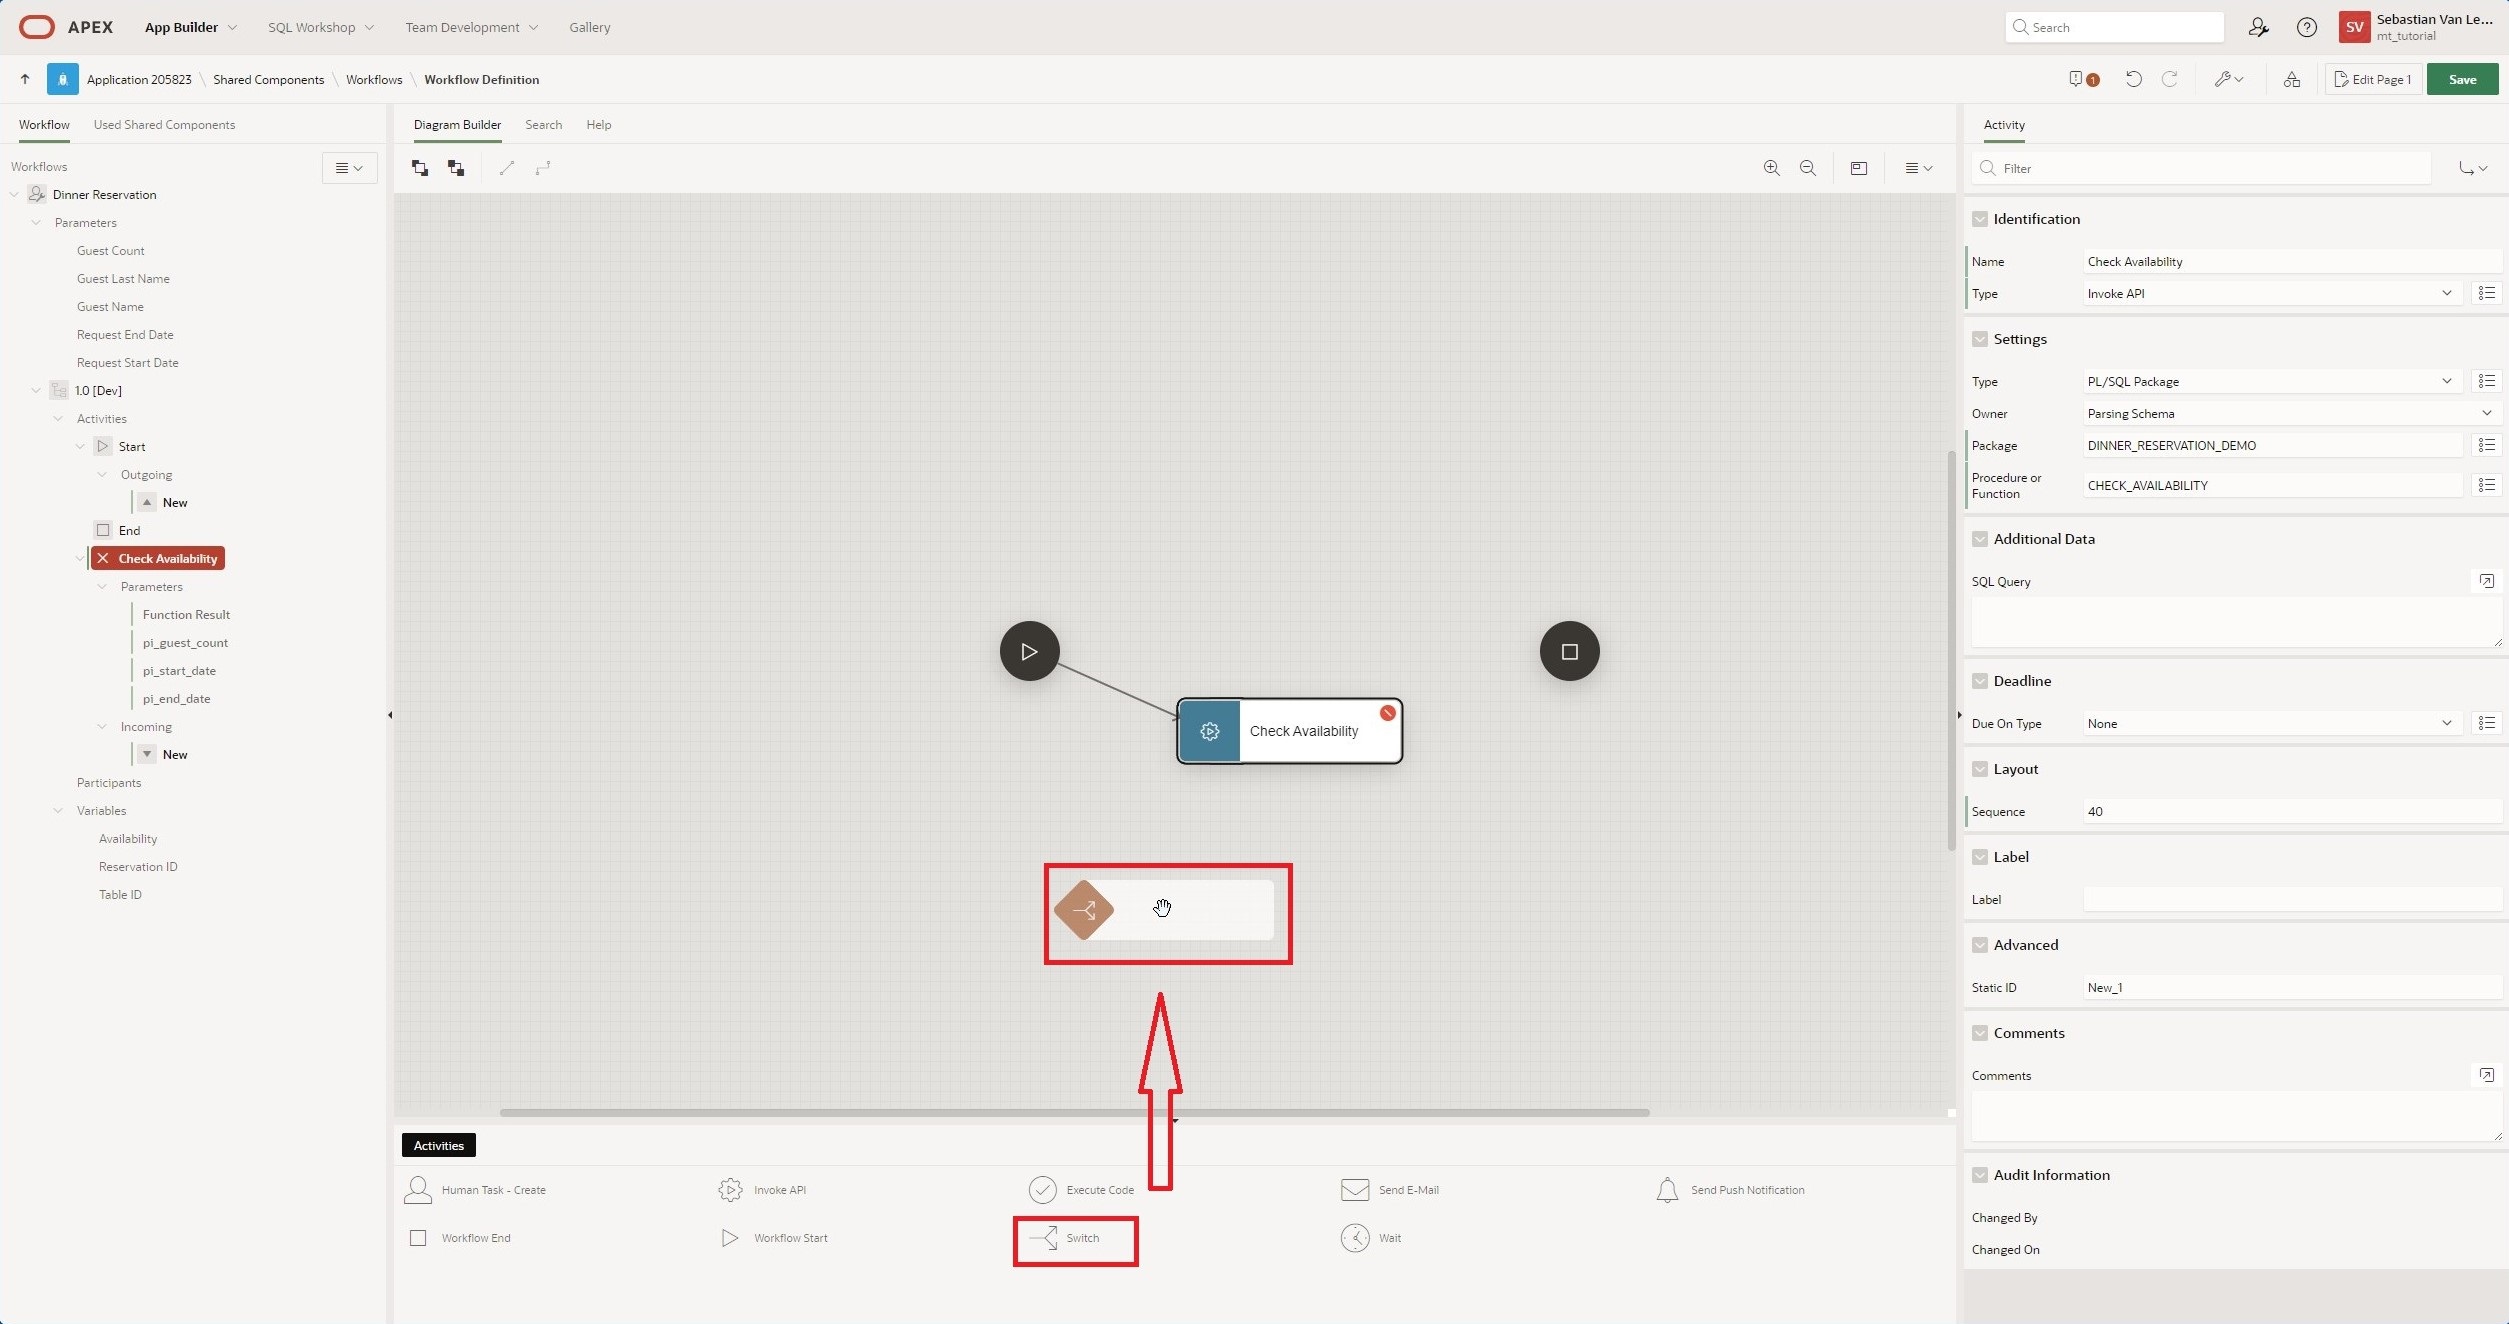 APEX
App Builder
SQL Workshop
Team Development
Gallery
Search
SV
Sebastian Van Le...
mt_tutorial
Application 205823
Shared Components
Workflows
Workflow Definition
1
Edit Page 1
Save
Workflow
Used Shared Components
Workflows
Dinner Reservation
Parameters
Guest Count
Guest Last Name
Guest Name
Request End Date
Request Start Date
1.0 [Dev]
Activities
Start
Outgoing
New
End
Check Availability
Parameters
Function Result
pi_guest_count
pi_start_date
pi_end_date
Incoming
New
Participants
Variables
Availability
Reservation ID
Table ID
Diagram Builder
Search
Help
Check Availability
Activities
Human Task - Create
Invoke API
Execute Code
Send E-Mail
Send Push Notification
Workflow End
Workflow Start
Switch
Wait
Activity
Filter
Identification
Name
Check Availability
Type
Invoke API
Settings
Type
PL/SQL Package
Owner
Parsing Schema
Package
DINNER_RESERVATION_DEMO
Procedure or
Function
CHECK_AVAILABILITY
Additional Data
SQL Query
Deadline
Due On Type
None
Layout
Sequence
40
Label
Label
Advanced
Static ID
New_1
Comments
Comments
Audit Information
Changed By
Changed On